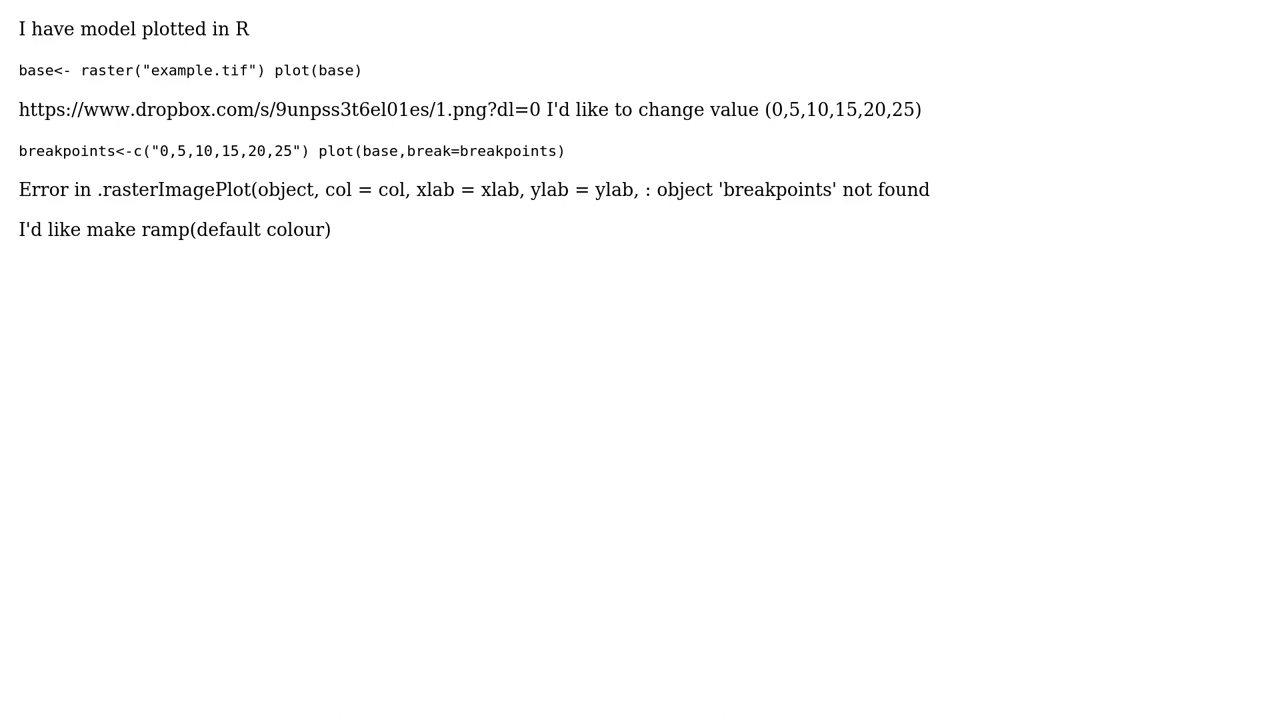 I have model plotted in R
base<- raster("example.tif") plot(base)
https://www.dropbox.com/s/9unpss3t6el01es/1.png?dl=0 I'd like to change value (0,5,10,15,20,25)
breakpoints<-c("0,5,10,15,20,25") plot(base,break=breakpoints)
Error in .rasterImagePlot(object, col = col, xlab = xlab, ylab = ylab, : object 'breakpoints' not found
I'd like make ramp(default colour)